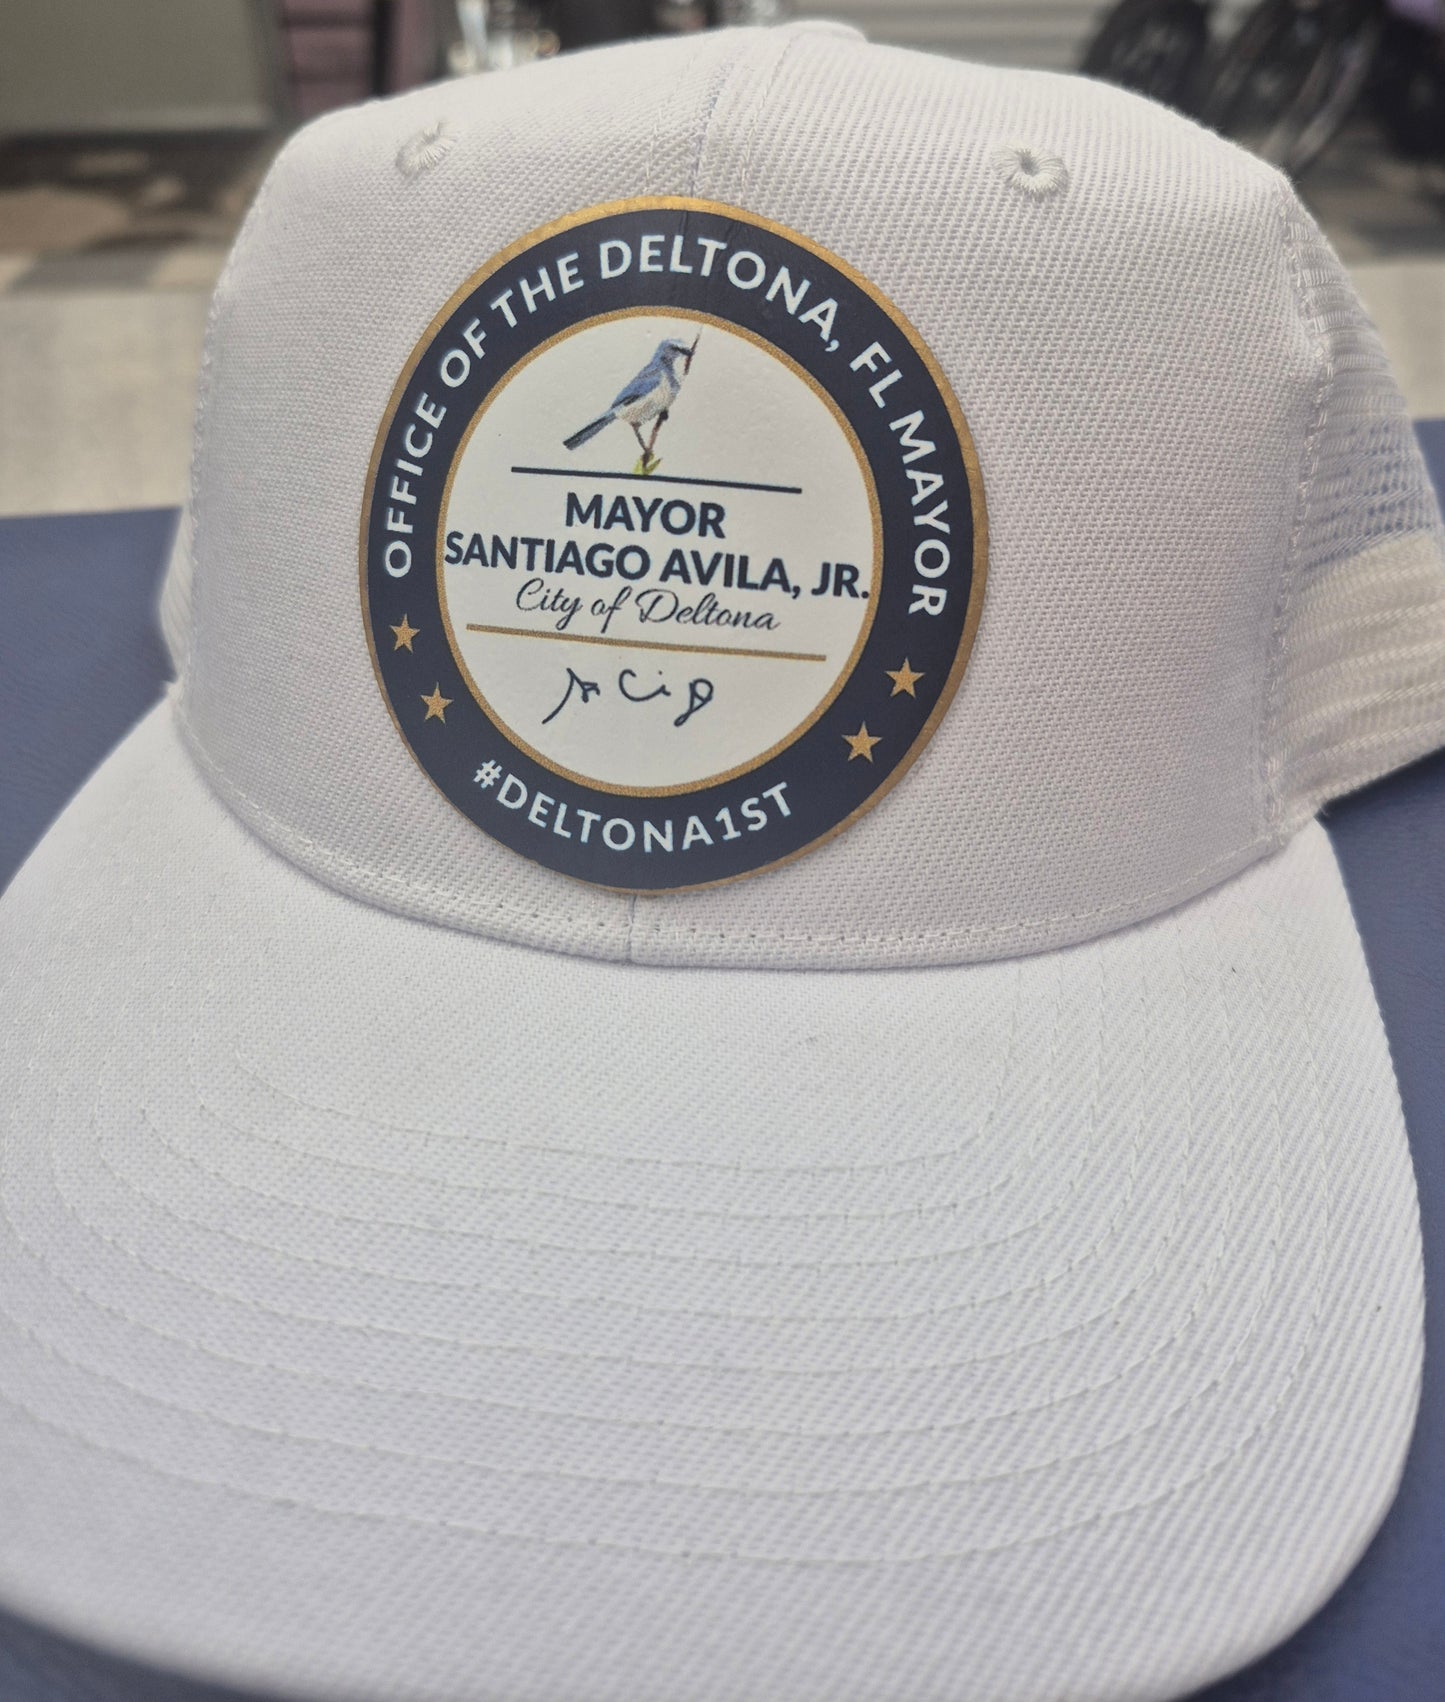 OFFICE OF THE DELTONA, FL MAYOR
MAYOR
SANTIAGO AVILA, JR.
City of Deltona
#DELTONA1ST